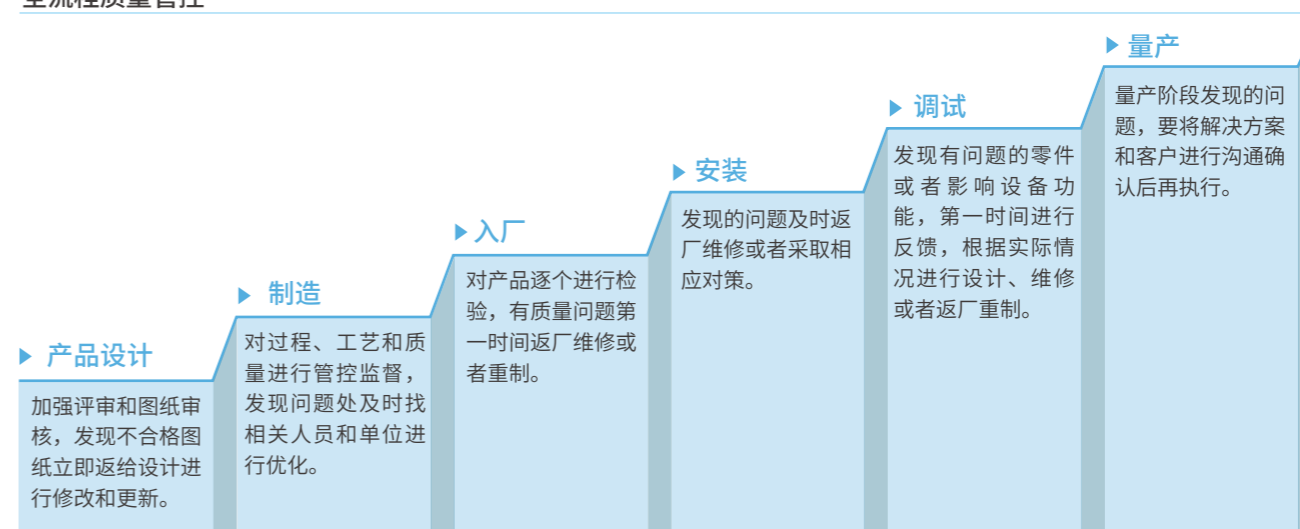 全流程质量管控
产品设计
加强评审和图纸审
核，发现不合格图
纸立即返给设计进
行修改和更新。
制造
对过程、工艺和质
量进行管控监督，
发现问题处及时找
相关人员和单位进
行优化。
入厂
对产品逐个进行检
验，有质量问题第
一时间返厂维修或
者重制。
安装
发现的问题及时返
厂维修或者采取相
应对策。
调试
发现有问题的零件
或者影响设备功
能，第一时间进行
反馈，根据实际情
况进行设计、维修
或者返厂重制。
量产
量产阶段发现的问
题，要将解决方案
和客户进行沟通确
认后再执行。